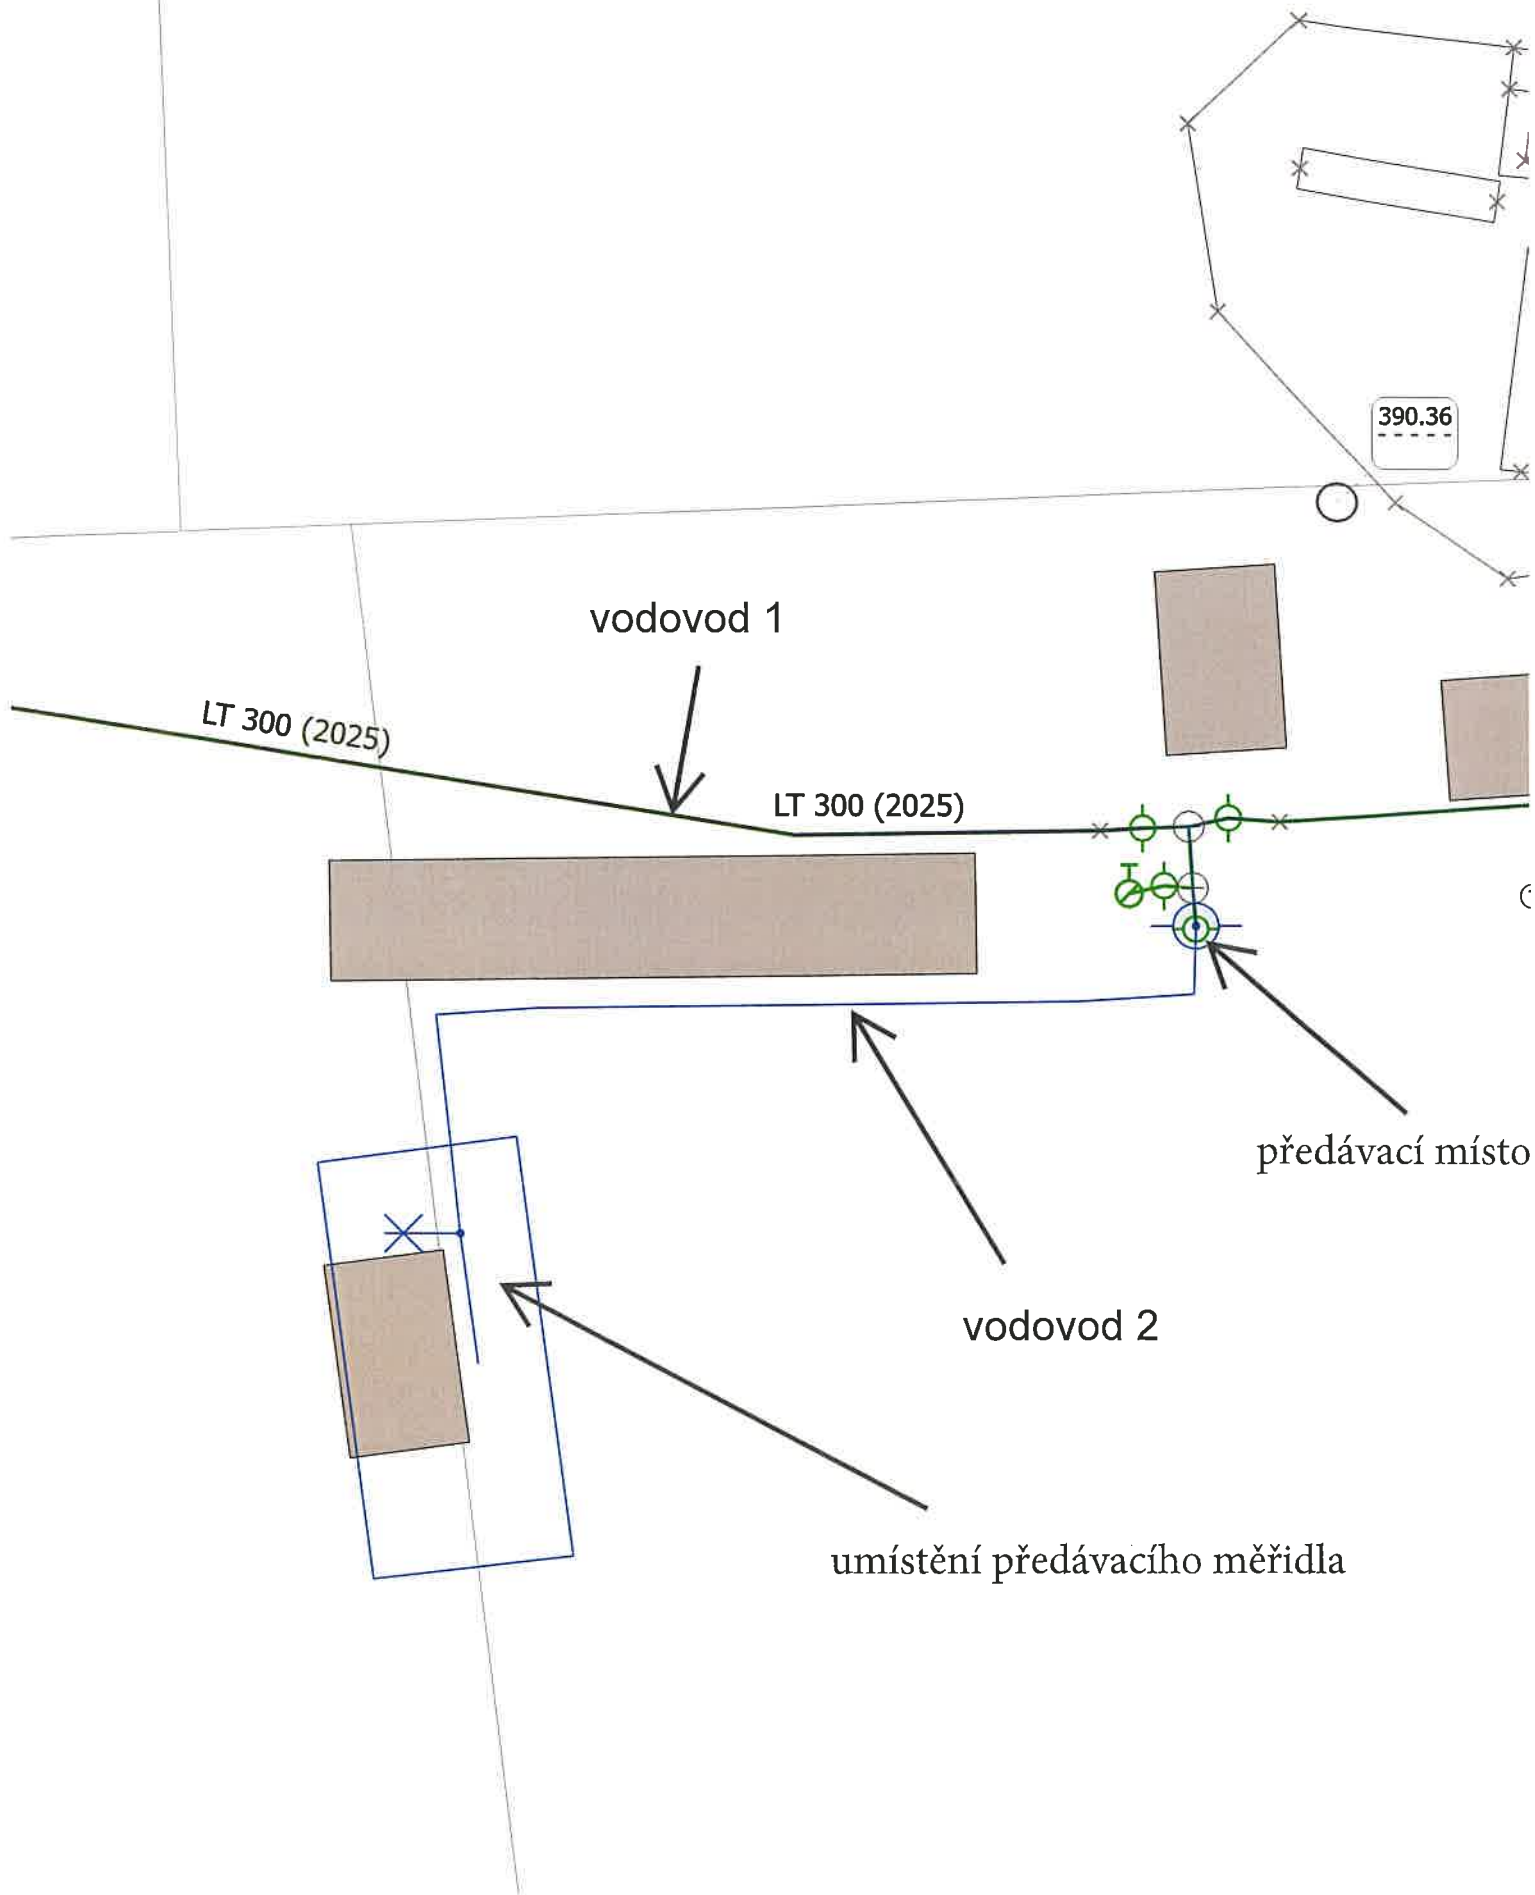 390.36
vodovod 1
LT 300 (2025)
LT 300 (2025)
předávací místo
vodovod 2
umístění předávacího měřidla